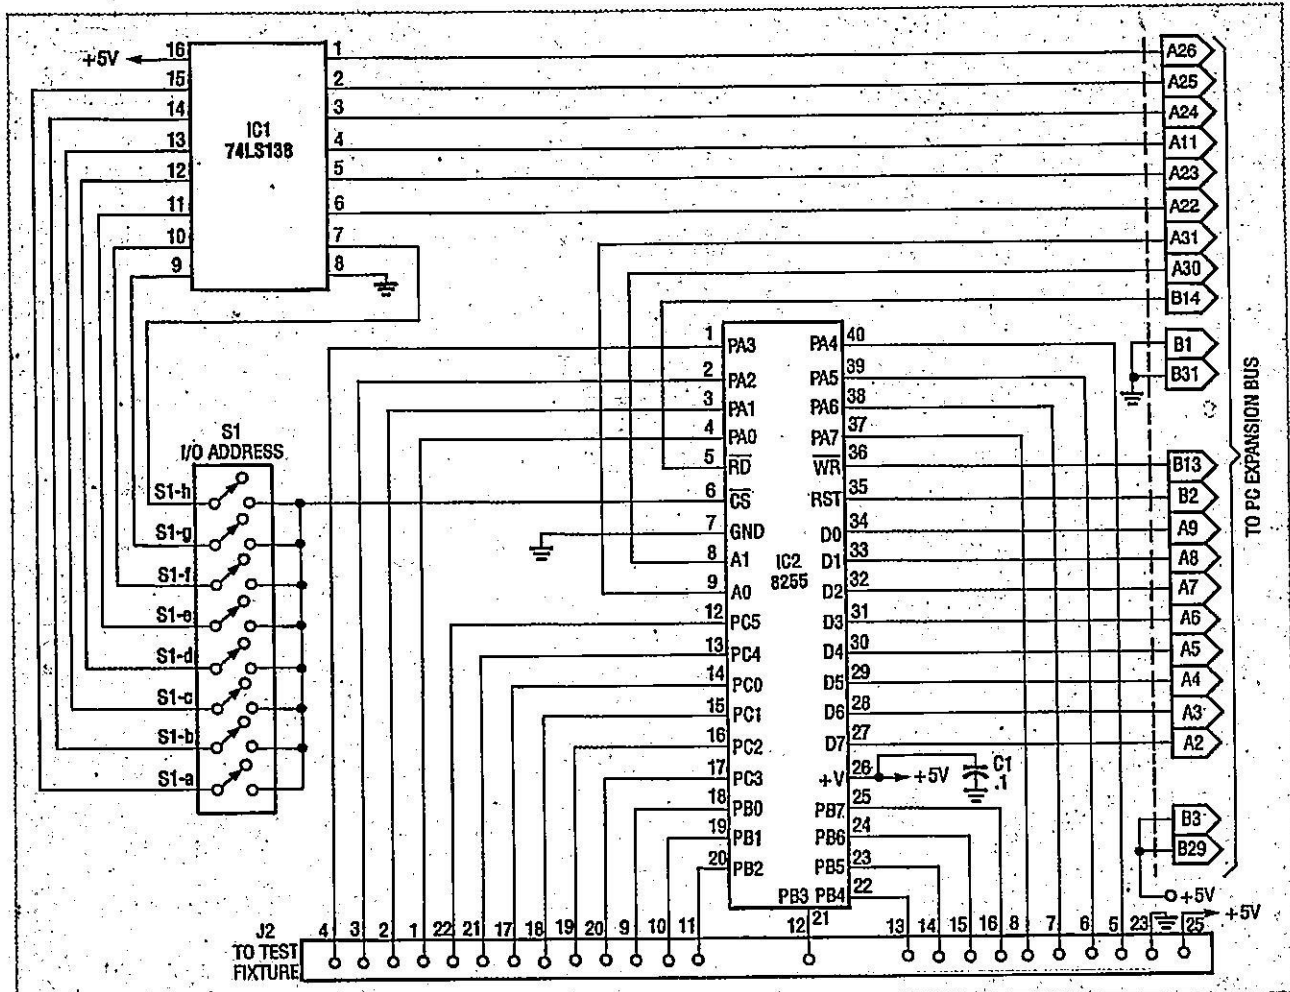 +5V
16
15
14
13
12
11
10
9
IC1
74LS138
1
2
3
4
5
6
7
8
A26
A25
A24
A11
A23
A22
A31
A30
B14
B1
B31
B13
B2
A9
A8
A7
A6
A5
A4
A3
A2
B3
B29
+5V
TO PC EXPANSION BUS
S1
I/O ADDRESS
S1-h
S1-g
S1-f
S1-e
S1-d
S1-c
S1-b
S1-a
1 PA3
2 PA2
3 PA1
4 PA0
5 RD
6 CS
7 GND
8 A1
9 A0
12 PC5
13 PC4
14 PC0
15 PC1
16 PC2
17 PC3
18 PB0
19 PB1
20 PB2
IC2
8255
PA4 40
PA5 39
PA6 38
PA7 37
WR 36
RST 35
D0 34
D1 33
D2 32
D3 31
D4 30
D5 29
D6 28
D7 27
+V 26
+5V
C1
.1
PB7 25
PB6 24
PB5 23
PB3 PB4 22
21
J2
TO TEST
FIXTURE
4 3 2 1 22 21 17 18 19 20 9 10 11 12 13 14 15 16 8 7 6 5 23 25
+5V